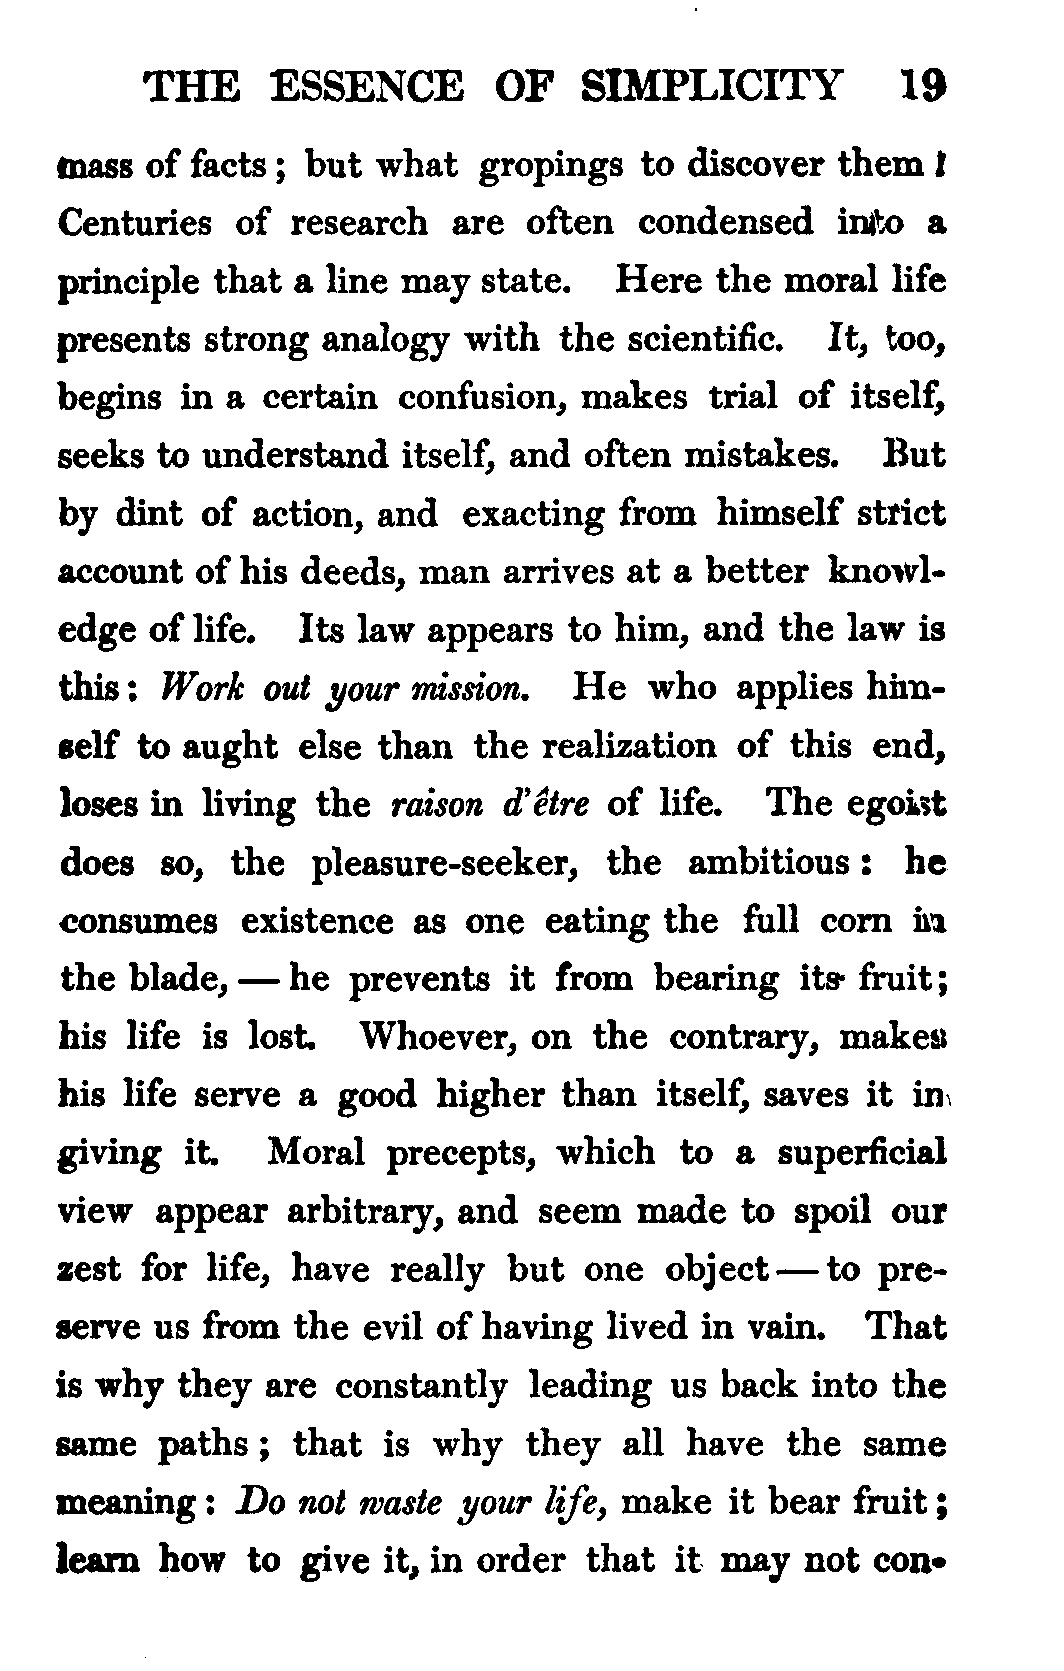 THE ESSENCE OF SIMPLICITY 19
mass of facts; but what gropings to discover them!
Centuries of research are often condensed into a
principle that a line may state. Here the moral life
presents strong analogy with the scientific. It, too,
begins in a certain confusion, makes trial of itself,
seeks to understand itself, and often mistakes. But
by dint of action, and exacting from himself strict
account of his deeds, man arrives at a better knowl-
edge of life. Its law appears to him, and the law is
this: Work out your mission. He who applies him-
self to aught else than the realization of this end,
loses in living the raison d'être of life. The egoist
does so, the pleasure-seeker, the ambitious: he
consumes existence as one eating the full corn in
the blade, — he prevents it from bearing its fruit;
his life is lost. Whoever, on the contrary, makes
his life serve a good higher than itself, saves it in
giving it. Moral precepts, which to a superficial
view appear arbitrary, and seem made to spoil our
zest for life, have really but one object — to pre-
serve us from the evil of having lived in vain. That
is why they are constantly leading us back into the
same paths; that is why they all have the same
meaning: Do not waste your life, make it bear fruit;
learn how to give it, in order that it may not con-